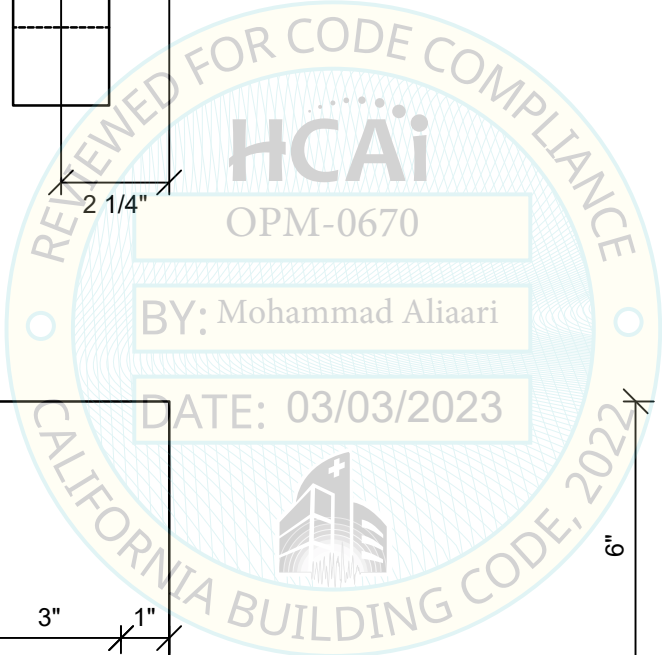 REVIEWED FOR CODE COMPLIANCE
HCAi
2 1/4"
OPM-0670
BY: Mohammad Aliaari
DATE: 03/03/2023
6"
3"
1"
CALIFORNIA BUILDING CODE, 2022